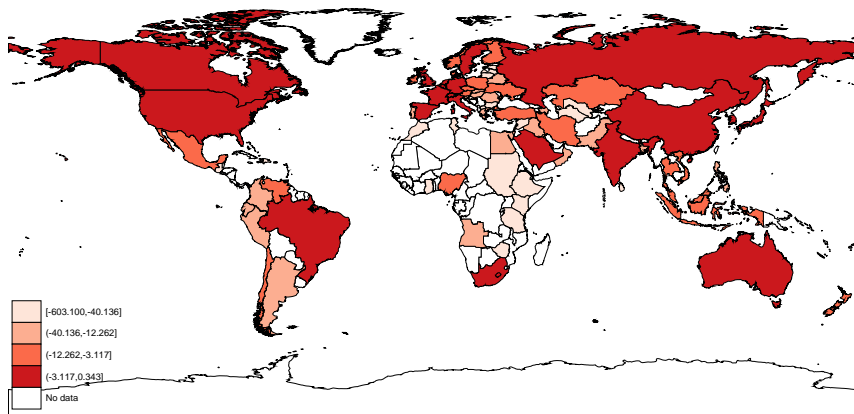 [-603.100,-40.136]
(-40.136,-12.262]
(-12.262,-3.117]
(-3.117,0.343]
No data